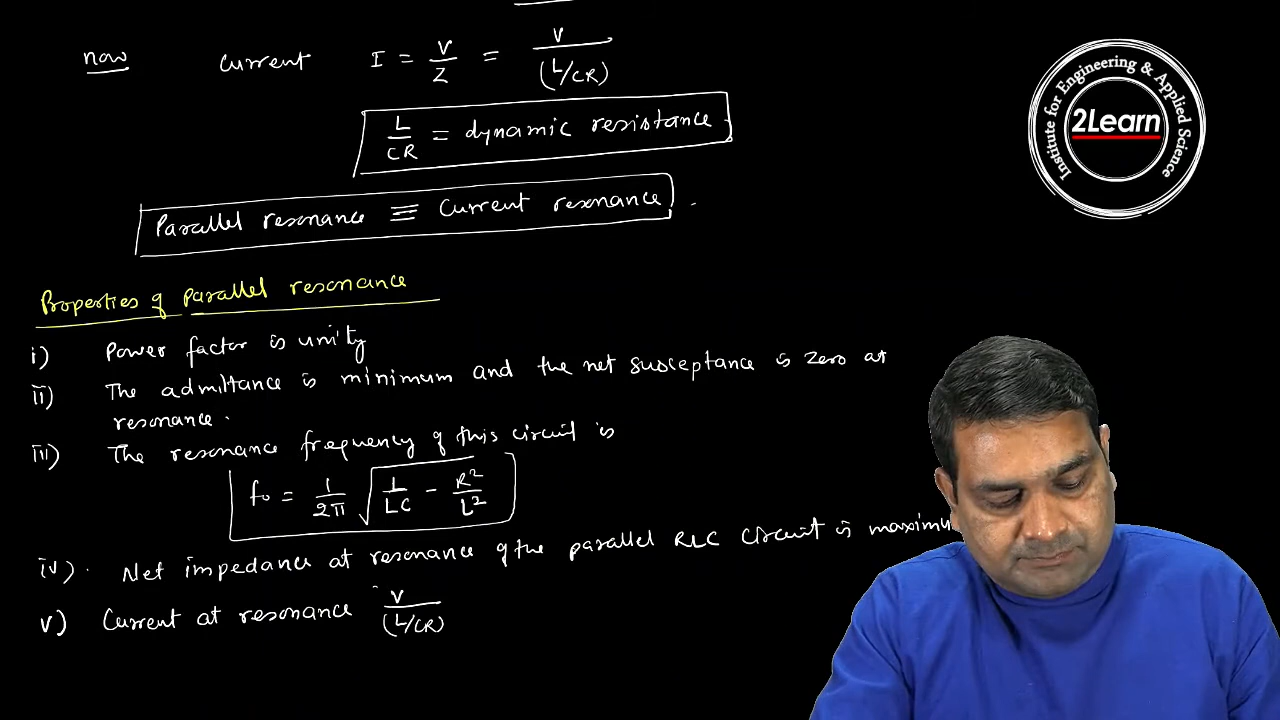 now current I = V/Z = V/(L/CR)
L/CR = dynamic resistance
Parallel resonance ≡ Current resonance.
Properties of parallel resonance
i) Power factor is unity
ii) The admittance is minimum and the net susceptance is zero at
resonance.
iii) The resonance frequency of this circuit is
f0 = 1/2π √(1/LC - R²/L²)
iv). Net impedance at resonance of the parallel RLC circuit is maximu
v) Current at resonance V/(L/CR)
Institute for Engineering & Applied Science
2Learn